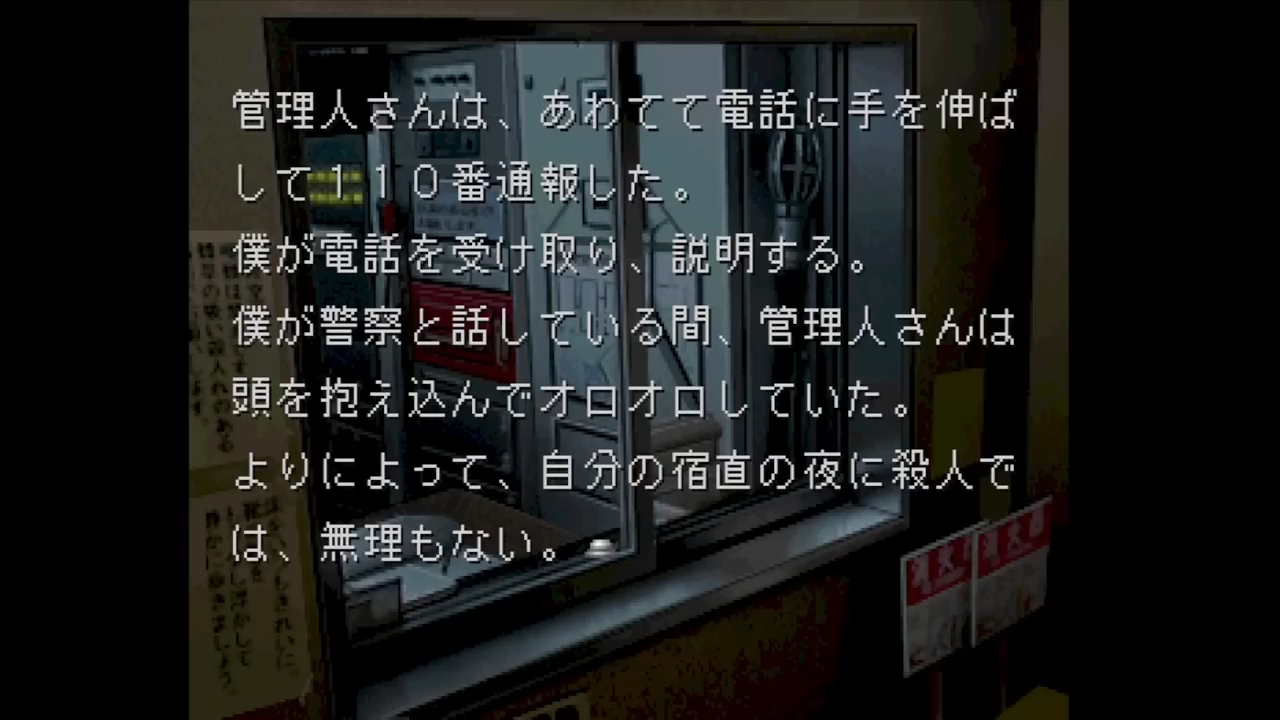 管理人さんは、あわてて電話に手を伸ば
して１１０番通報した。
僕が電話を受け取り、説明する。
僕が警察と話している間、管理人さんは
頭を抱え込んでオロオロしていた。
よりによって、自分の宿直の夜に殺人で
は、無理もない。